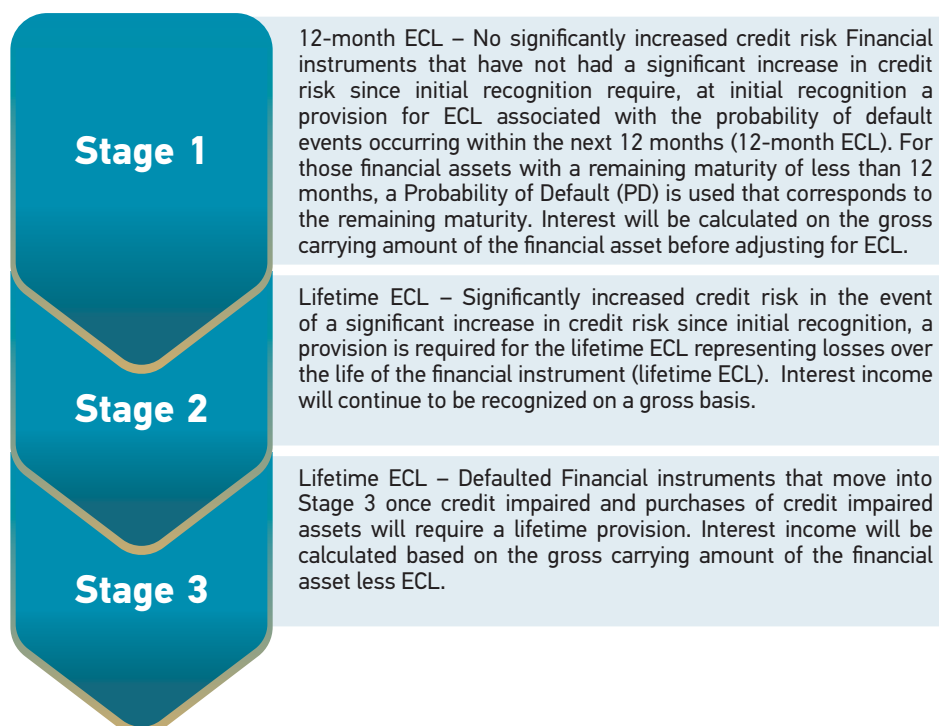 Stage 1
12-month ECL – No significantly increased credit risk Financial
instruments that have not had a significant increase in credit
risk since initial recognition require, at initial recognition a
provision for ECL associated with the probability of default
events occurring within the next 12 months (12-month ECL). For
those financial assets with a remaining maturity of less than 12
months, a Probability of Default (PD) is used that corresponds to
the remaining maturity. Interest will be calculated on the gross
carrying amount of the financial asset before adjusting for ECL.
Stage 2
Lifetime ECL – Significantly increased credit risk in the event
of a significant increase in credit risk since initial recognition, a
provision is required for the lifetime ECL representing losses over
the life of the financial instrument (lifetime ECL). Interest income
will continue to be recognized on a gross basis.
Stage 3
Lifetime ECL – Defaulted Financial instruments that move into
Stage 3 once credit impaired and purchases of credit impaired
assets will require a lifetime provision. Interest income will be
calculated based on the gross carrying amount of the financial
asset less ECL.